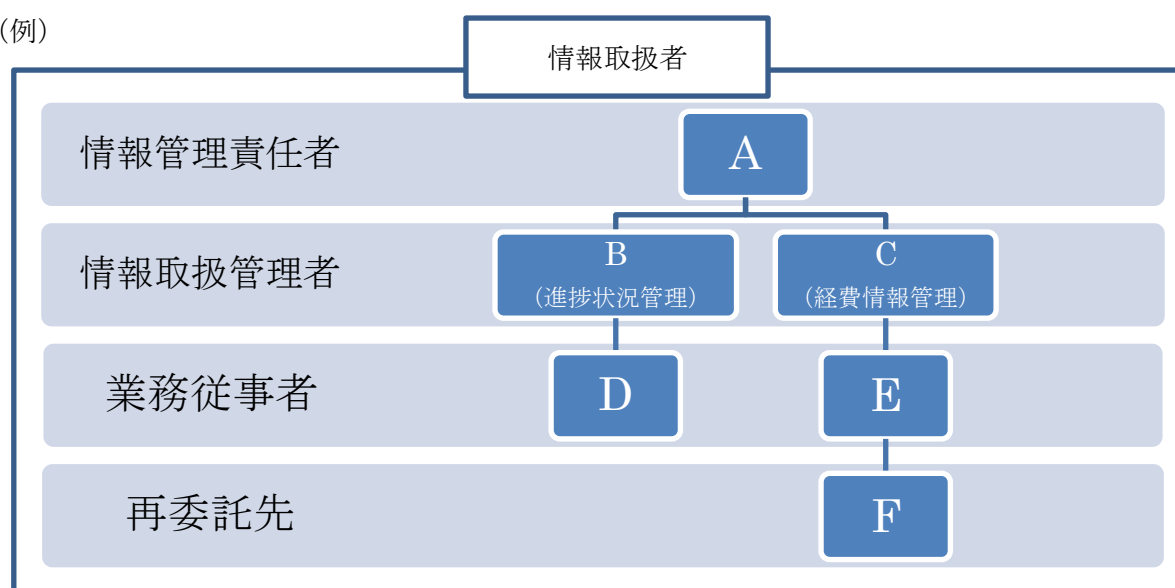 (例)
情報取扱者
情報管理責任者
A
情報取扱管理者
B
(進捗状況管理)
C
(経費情報管理)
業務従事者
D
E
再委託先
F